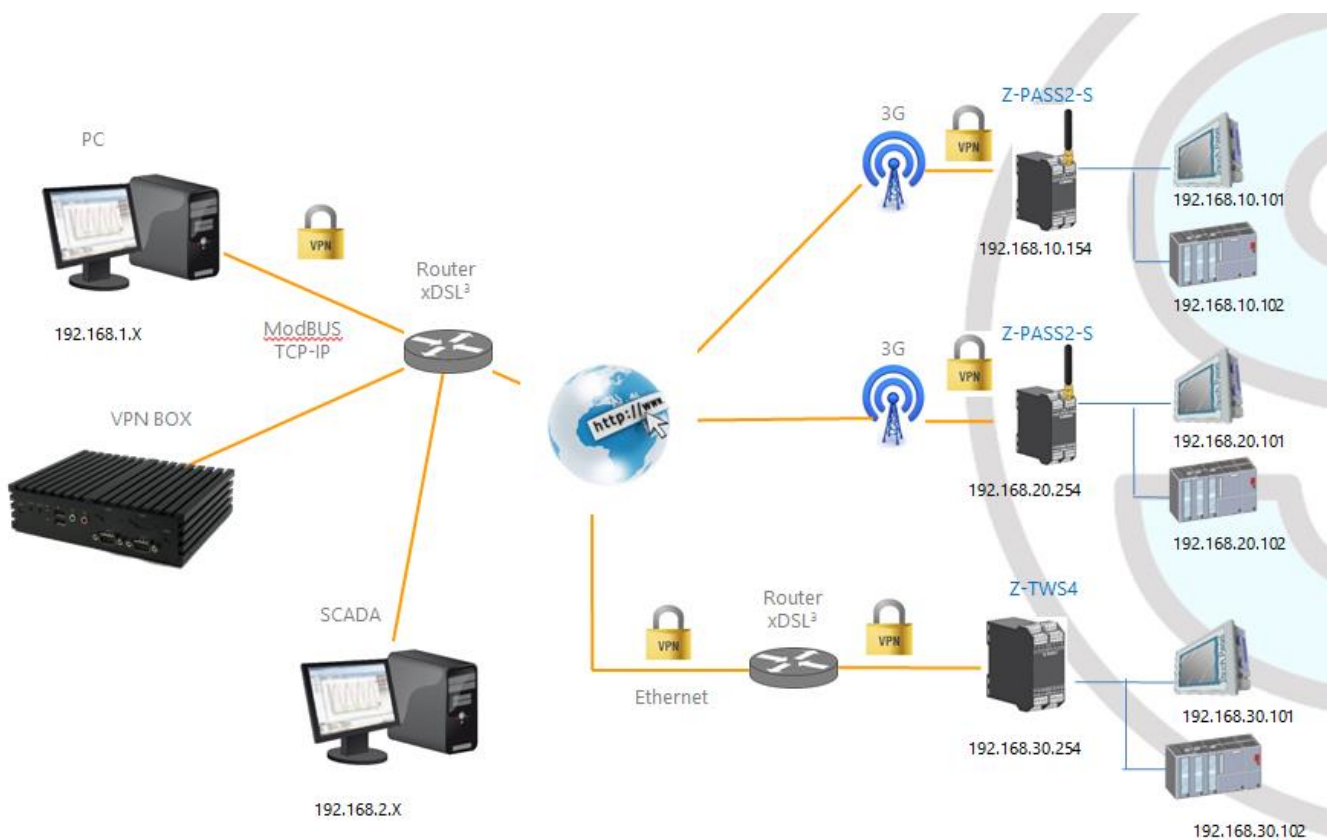 PC
VPN
192.168.1.X
ModBUS
TCP-IP
Router
xDSL³
VPN BOX
SCADA
192.168.2.X
http://www.
3G
VPN
Z-PASS2-S
192.168.10.154
192.168.10.101
192.168.10.102
3G
VPN
Z-PASS2-S
192.168.20.254
192.168.20.101
192.168.20.102
VPN
Ethernet
Router
xDSL³
VPN
Z-TWS4
192.168.30.254
192.168.30.101
192.168.30.102